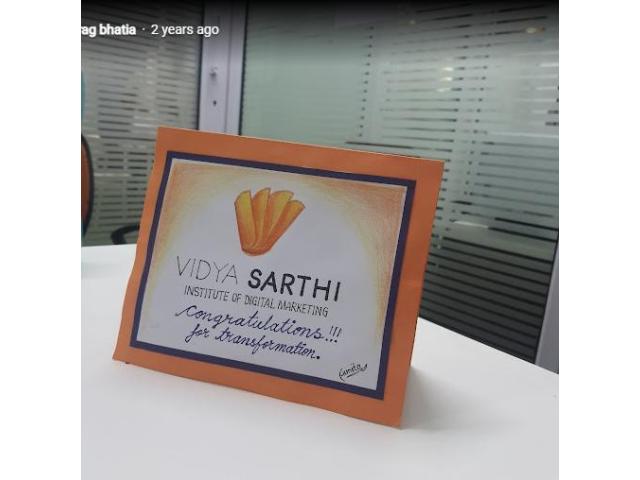 rag bhatia · 2 years ago
VIDYA SARTHI
INSTITUTE OF DIGITAL MARKETING
Congratulations!!!
for transformation.